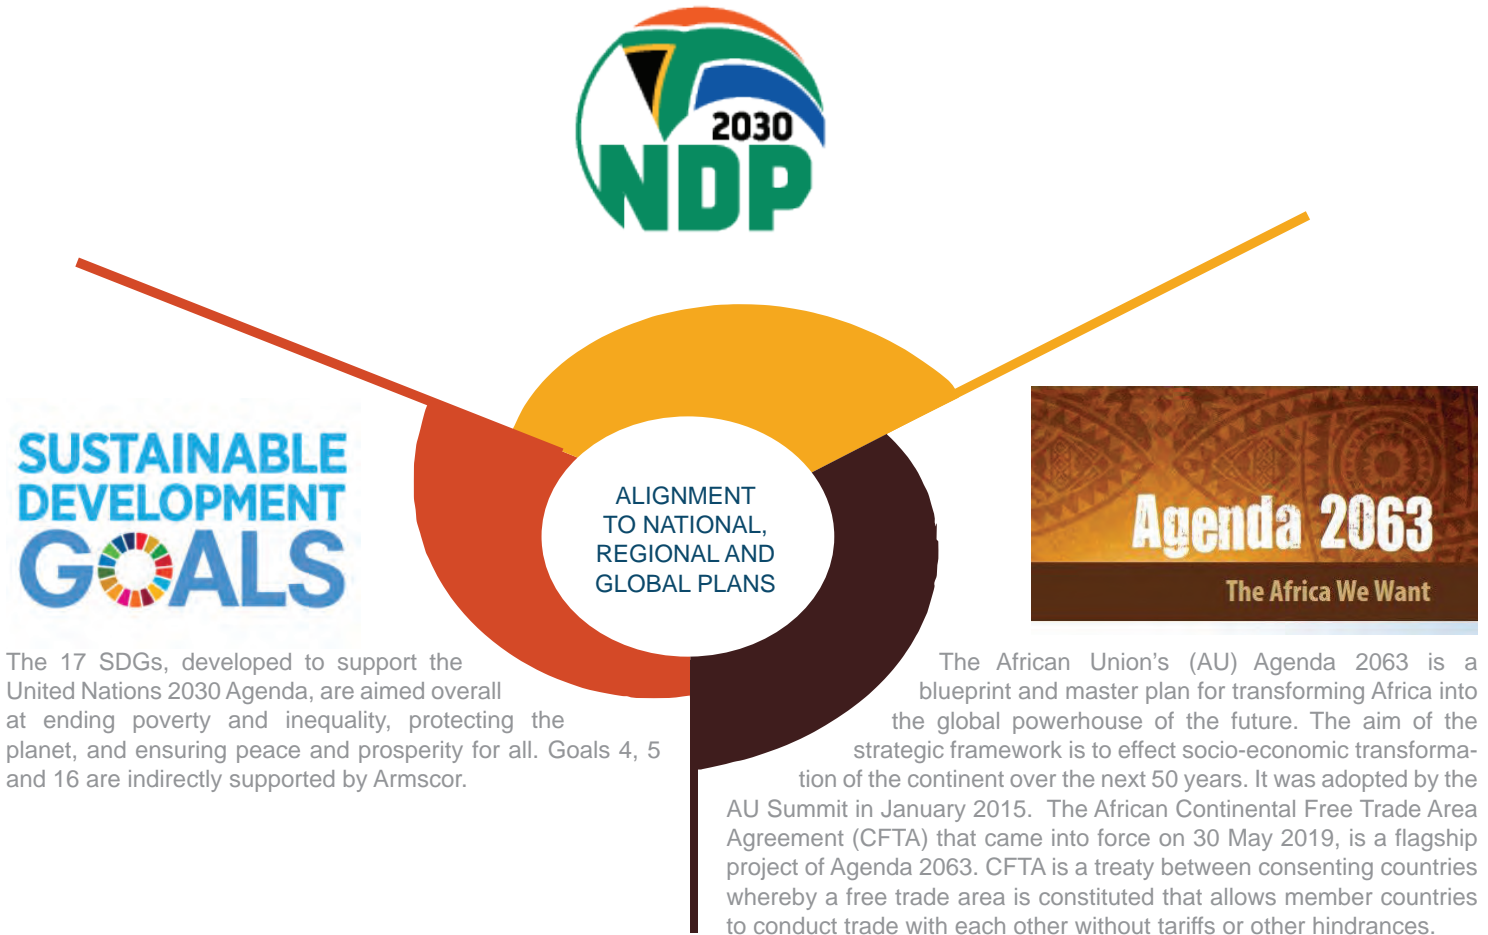 2030
NDP
SUSTAINABLE
DEVELOPMENT
GOALS
ALIGNMENT
TO NATIONAL,
REGIONAL AND
GLOBAL PLANS
Agenda 2063
The Africa We Want
The 17 SDGs, developed to support the
United Nations 2030 Agenda, are aimed overall
at ending poverty and inequality, protecting the
planet, and ensuring peace and prosperity for all. Goals 4, 5
and 16 are indirectly supported by Armscor.
The African Union's (AU) Agenda 2063 is a
blueprint and master plan for transforming Africa into
the global powerhouse of the future. The aim of the
strategic framework is to effect socio-economic transforma-
tion of the continent over the next 50 years. It was adopted by the
AU Summit in January 2015. The African Continental Free Trade Area
Agreement (CFTA) that came into force on 30 May 2019, is a flagship
project of Agenda 2063. CFTA is a treaty between consenting countries
whereby a free trade area is constituted that allows member countries
to conduct trade with each other without tariffs or other hindrances.